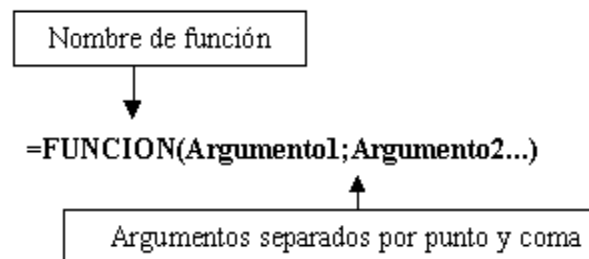 Nombre de función
=FUNCION(Argumento1;Argumento2...)
Argumentos separados por punto y coma